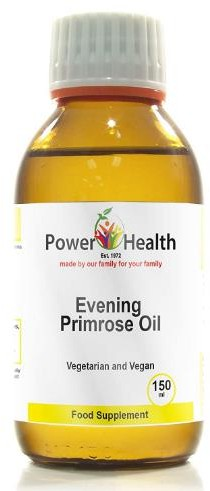 Power Health
Est. 1972
made by our family for your family
Evening
Primrose Oil
Vegetarian and Vegan
150
ml
Food Supplement